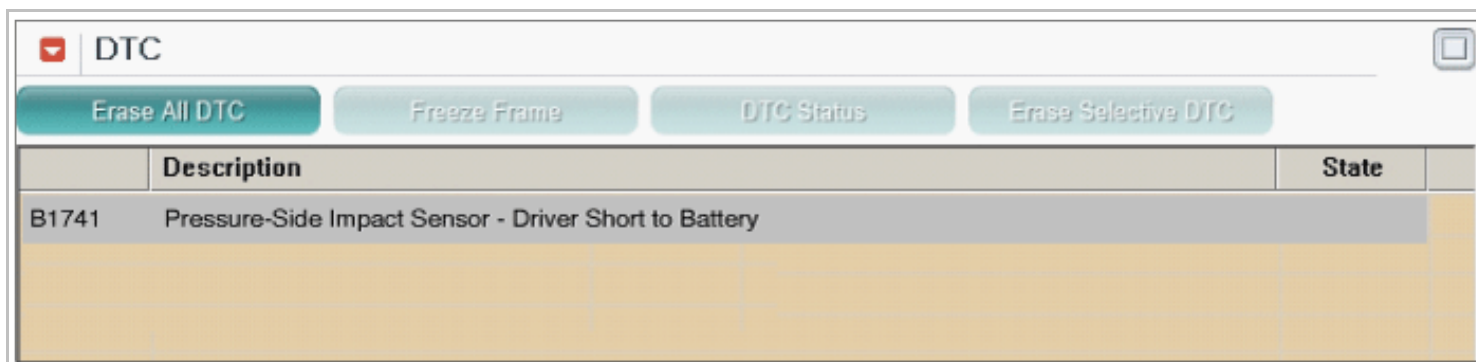 DTC
Erase All DTC Freeze Frame DTC Status Erase Selective DTC
Description State
B1741 Pressure-Side Impact Sensor - Driver Short to Battery